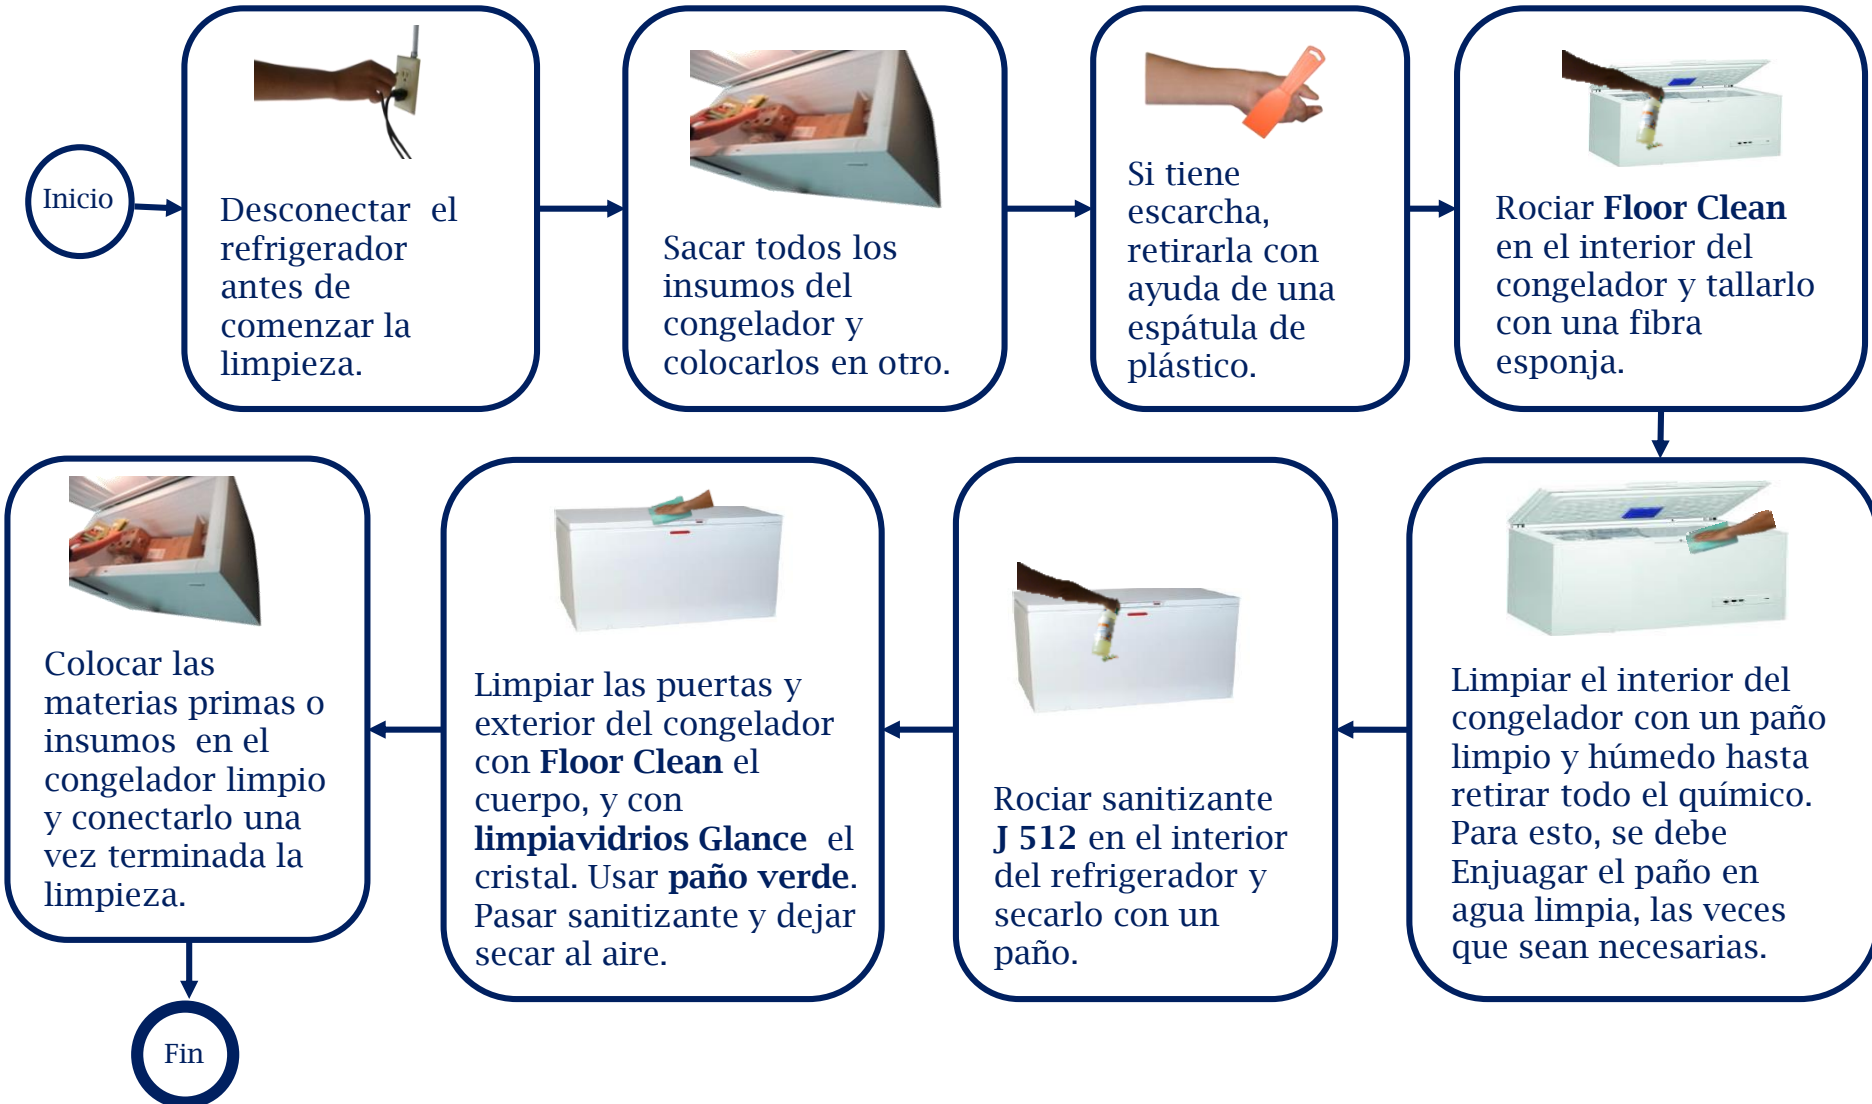 Inicio
Desconectar el
refrigerador
antes de
comenzar la
limpieza.
Sacar todos los
insumos del
congelador y
colocarlos en otro.
Si tiene
escarcha,
retirarla con
ayuda de una
espátula de
plástico.
Rociar Floor Clean
en el interior del
congelador y tallarlo
con una fibra
esponja.
Limpiar el interior del
congelador con un paño
limpio y húmedo hasta
retirar todo el químico.
Para esto, se debe
Enjuagar el paño en
agua limpia, las veces
que sean necesarias.
Rociar sanitizante
J 512 en el interior
del refrigerador y
secarlo con un
paño.
Limpiar las puertas y
exterior del congelador
con Floor Clean el
cuerpo, y con
limpiavidrios Glance el
cristal. Usar paño verde.
Pasar sanitizante y dejar
secar al aire.
Colocar las
materias primas o
insumos en el
congelador limpio
y conectarlo una
vez terminada la
limpieza.
Fin